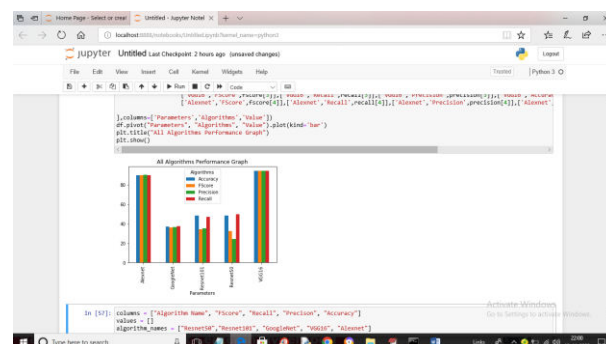 Home Page - Select or creat
Untitled - Jupyter Notel
localhost:8888/notebooks/Untitled.ipynb?kernel_name=python3
jupyter Untitled Last Checkpoint: 2 hours ago (unsaved changes)
Logout
File Edit View Insert Cell Kernel Widgets Help
Trusted Python 3
Run Code
['Alexnet','FScore',fscore[4]],['Alexnet','Recall',recall[4]],['Alexnet','Precision',precision[4]],['Alexnet',
],columns=['Parameters','Algorithms','Value'])
df.pivot("Parameters", "Algorithms", "Value").plot(kind='bar')
plt.title("All Algorithms Performance Graph")
plt.show()
All Algorithms Performance Graph
Algorithms
Accuracy
FScore
Precision
Recall
80
60
40
20
0
Alexnet
GoogleNet
Resnet101
Resnet50
VGG16
Parameters
Activate Windows
Go to Settings to activate Windows.
In [57]: columns = ["Algorithm Name", "FScore", "Recall", "Precison", "Accuracy"]
values = []
algorithm_names = ["Resnet50","Resnet101", "GoogleNet", "VGG16", "Alexnet"]
Type here to search
Links
22:06